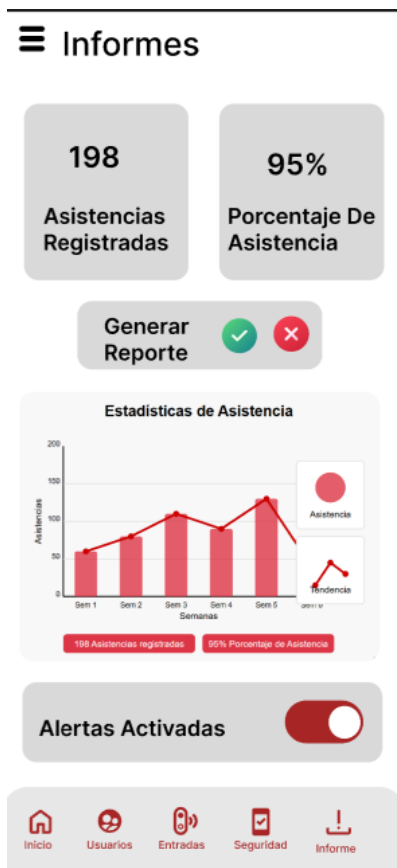 Informes
198
Asistencias
Registradas
95%
Porcentaje De
Asistencia
Generar
Reporte
Estadísticas de Asistencia
200
150
100
50
0
Asistencias
Sem 1 Sem 2 Sem 3 Sem 4 Sem 5 Sem 6
Semanas
Asistencia
Tendencia
198 Asistencias registradas
95% Porcentaje de Asistencia
Alertas Activadas
Inicio Usuarios Entradas Seguridad Informe